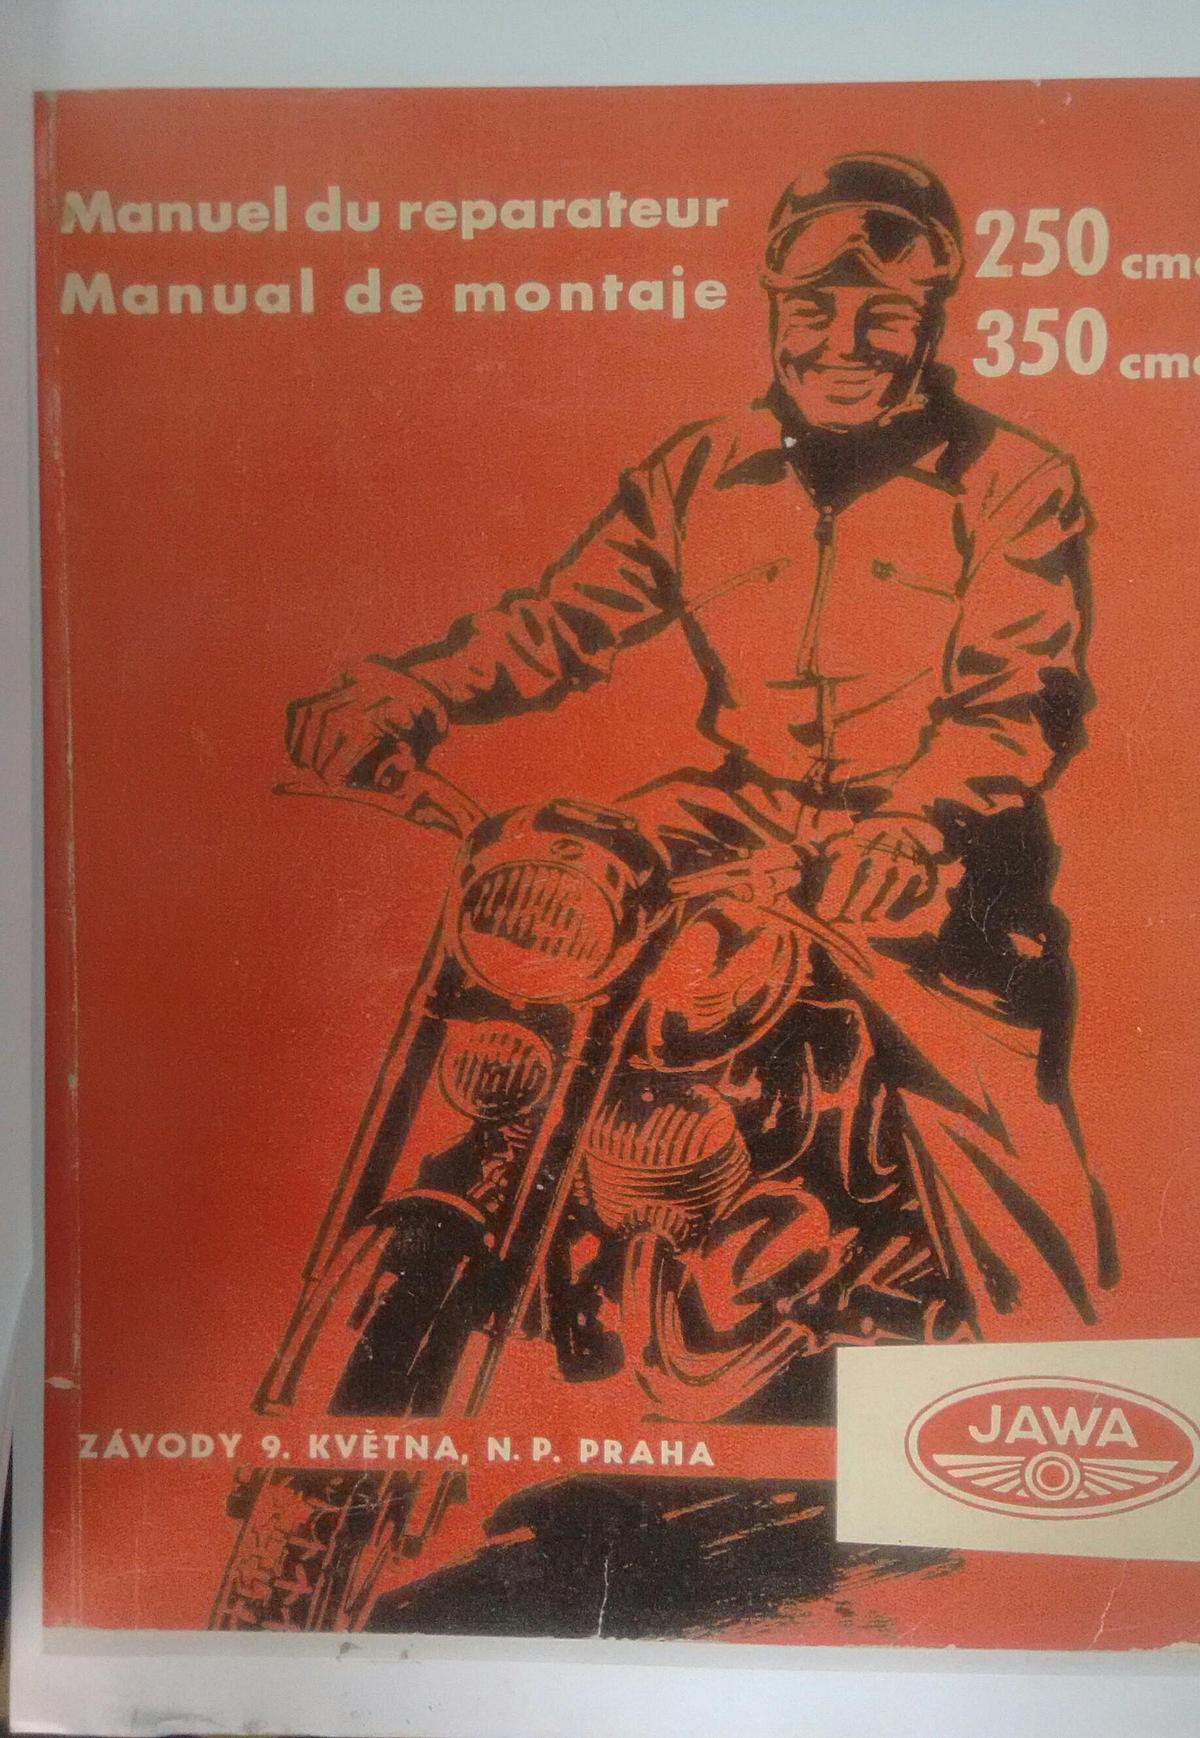 Manuel du reparateur
Manual de montaje
250 cm
350 cm
ZÁVODY 9. KVĚTNA, N. P. PRAHA
JAWA